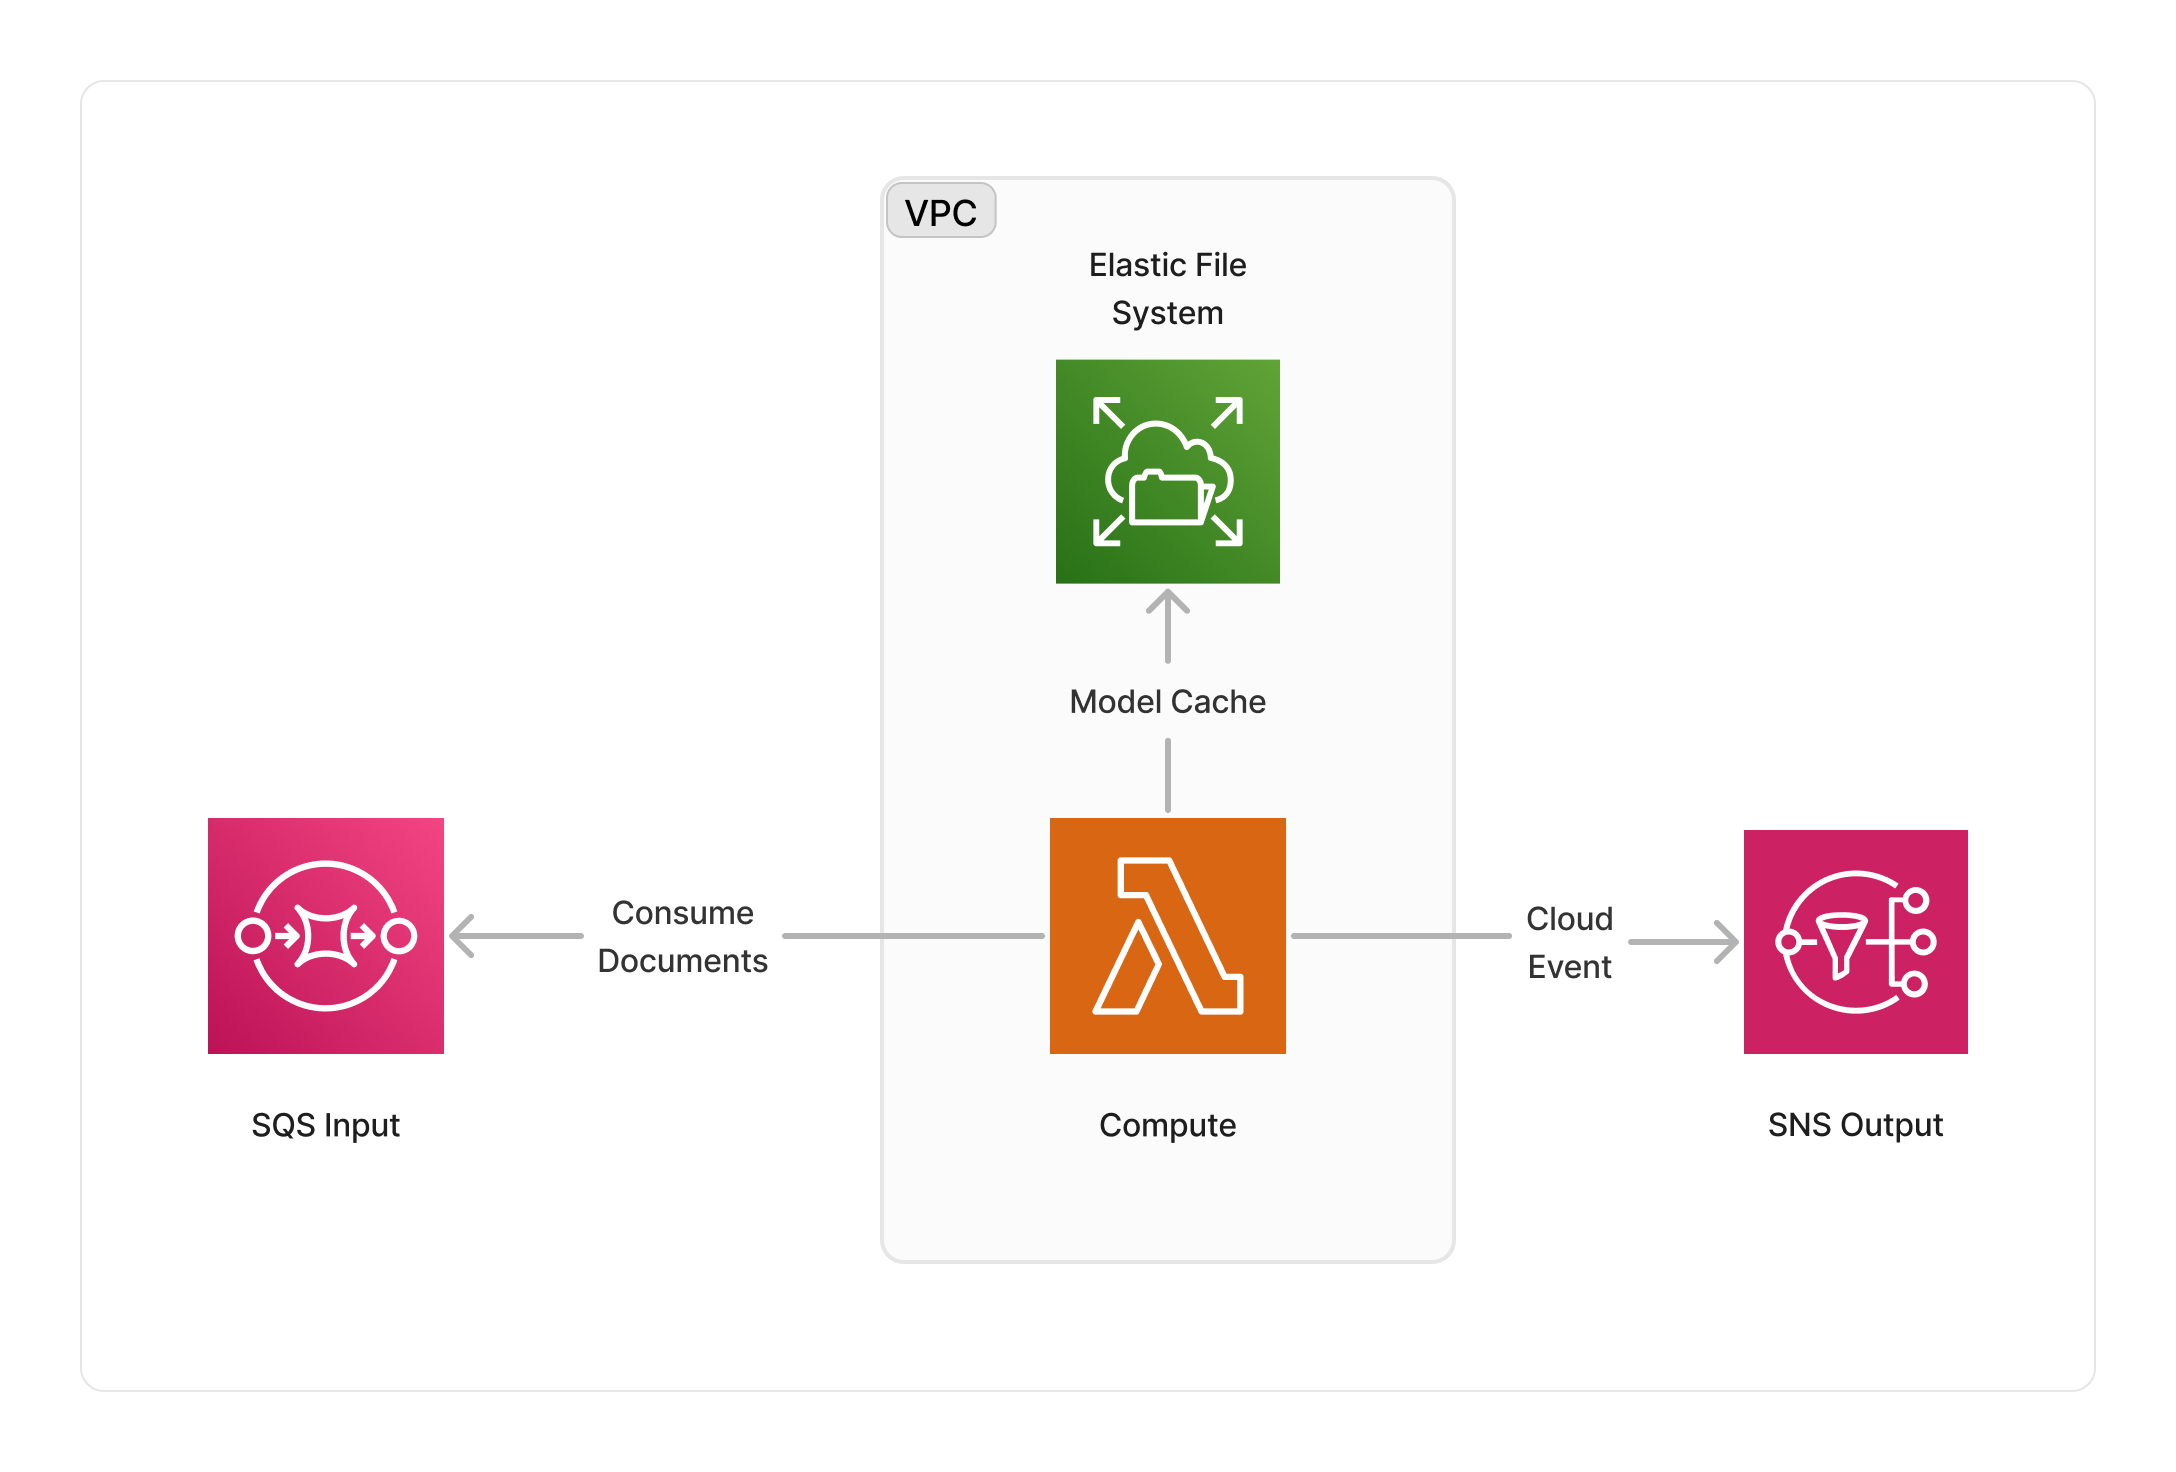 VPC
Elastic File
System
Model Cache
Consume
Documents
Cloud
Event
SQS Input
Compute
SNS Output